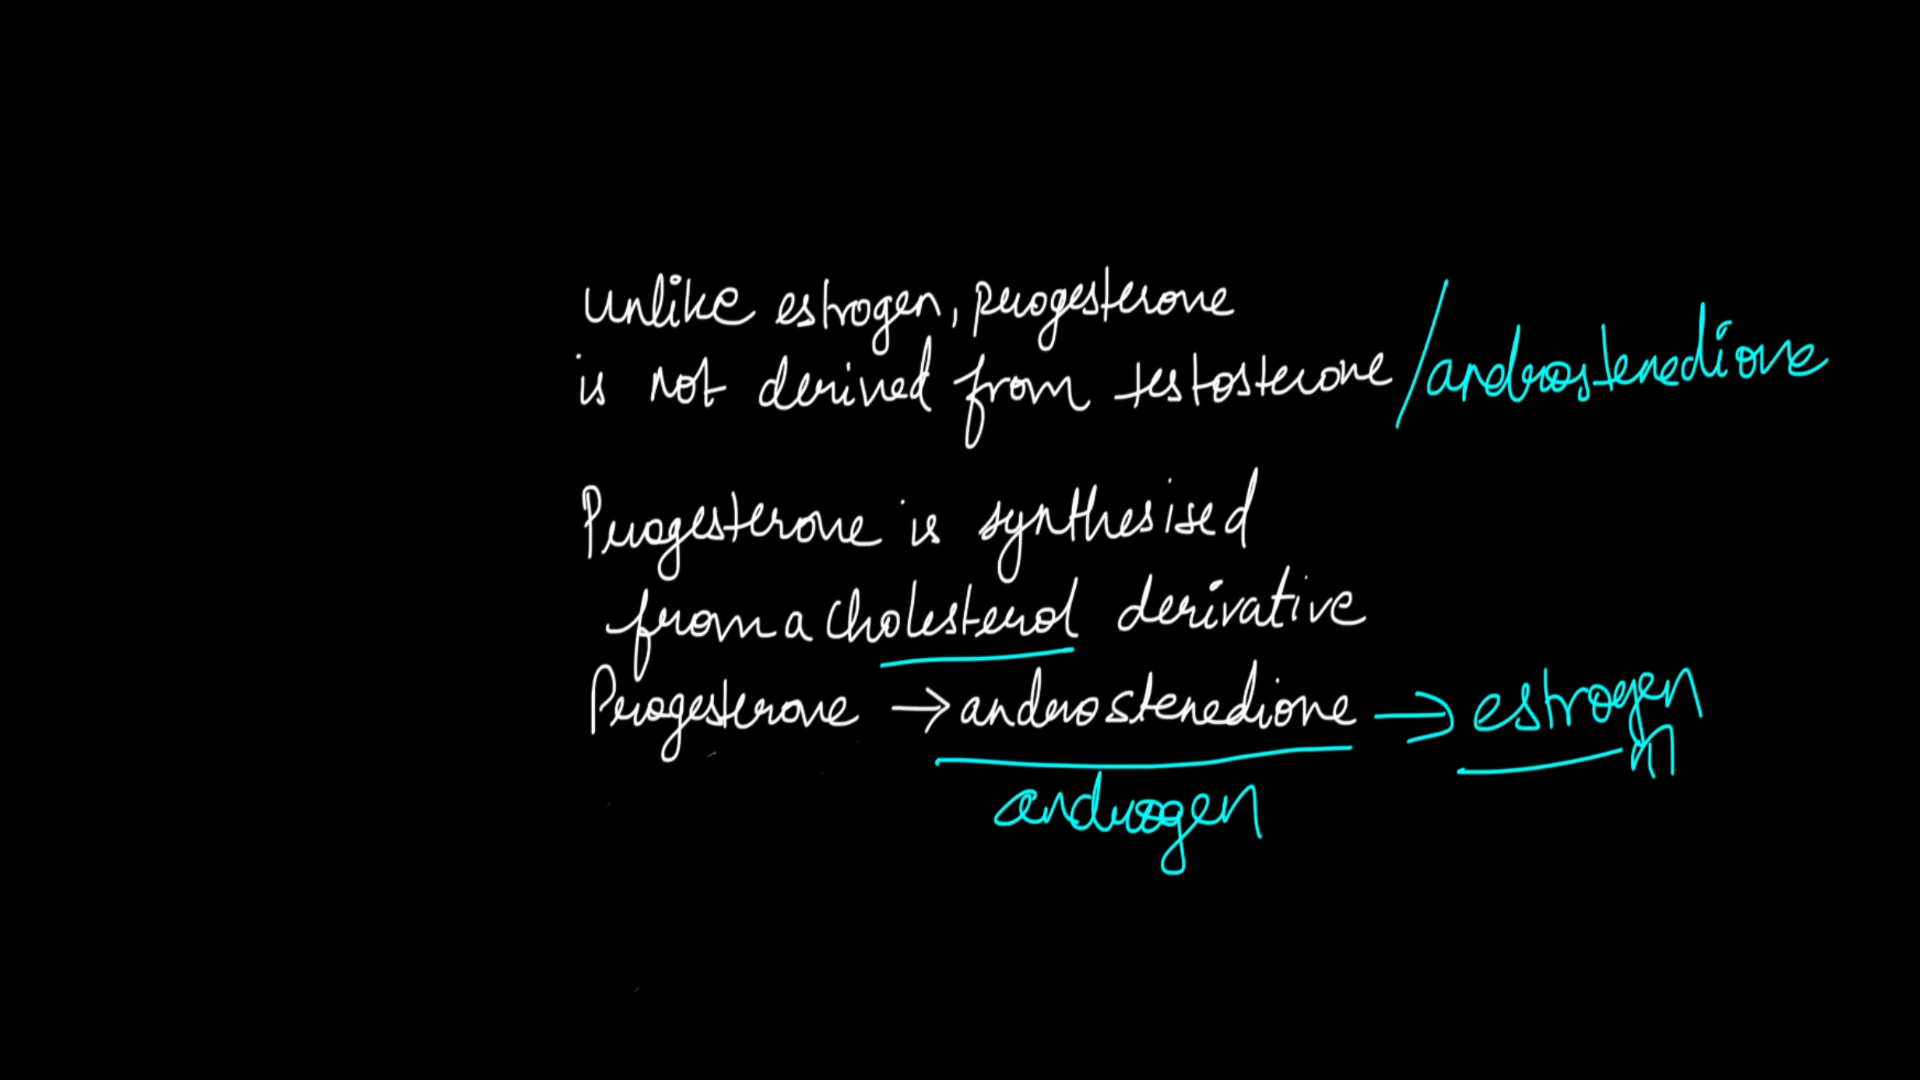 unlike estrogen, progesterone
is not derived from testosterone/androstenedione
Progesterone is synthesised
from a cholesterol derivative
Progesterone → androstenedione → estrogen
n
androgen